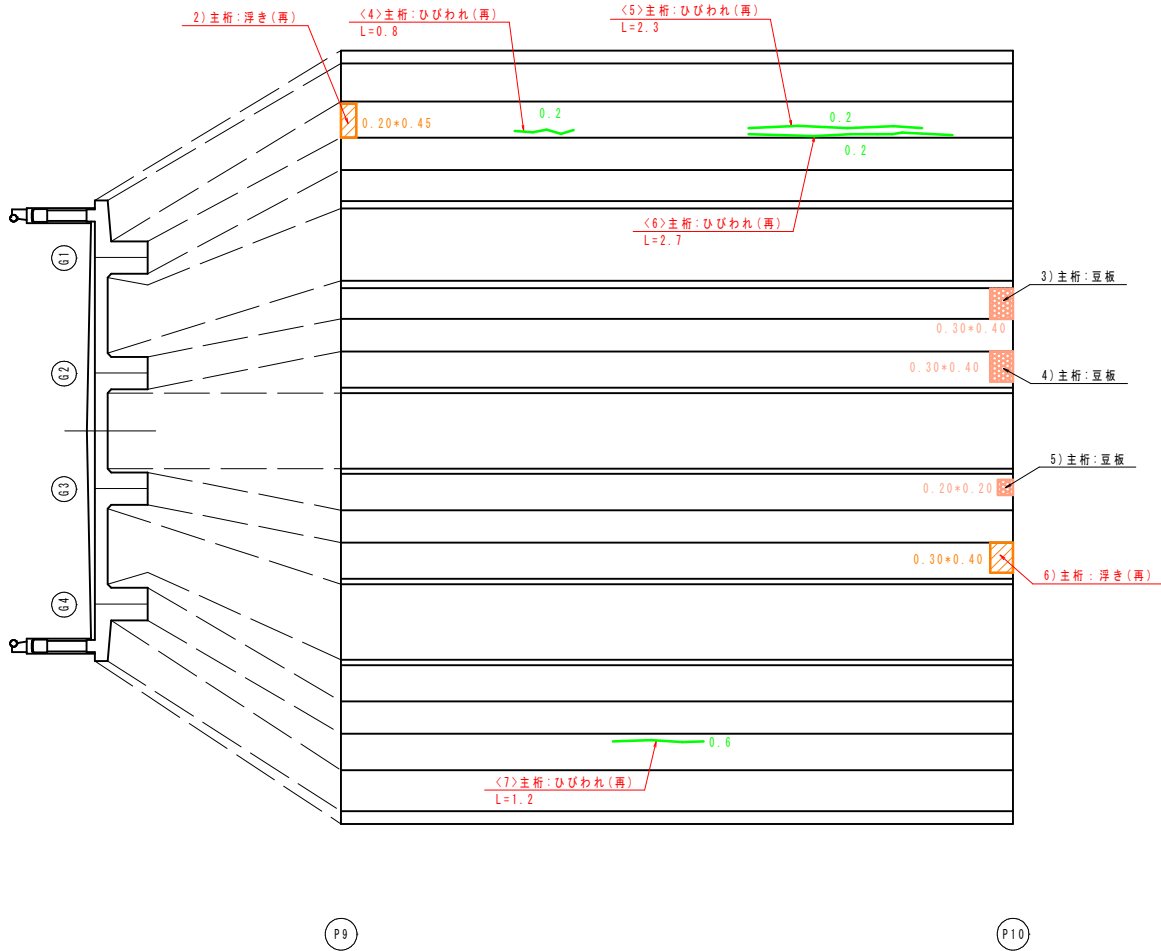 2)主桁:浮き(再)
<4>主桁:ひびわれ(再)
L=0.8
<5>主桁:ひびわれ(再)
L=2.3
0.20*0.45
0.2
0.2
0.2
<6>主桁:ひびわれ(再)
L=2.7
G1
3)主桁:豆板
0.30*0.40
G2
0.30*0.40
4)主桁:豆板
5)主桁:豆板
G3
0.20*0.20
0.30*0.40
6)主桁:浮き(再)
G4
0.6
<7>主桁:ひびわれ(再)
L=1.2
P9
P10